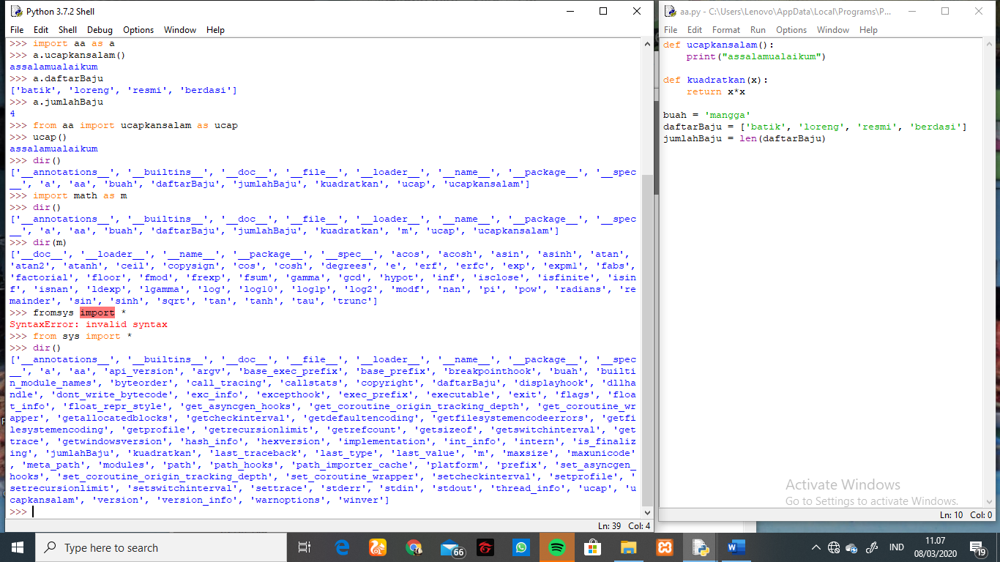 Python 3.7.2 Shell
File Edit Shell Debug Options Window Help
>>> import aa as a
>>> a.ucapkansalam()
assalamualaikum
>>> a.daftarBaju
['batik', 'loreng', 'resmi', 'berdasi']
>>> a.jumlahBaju
4
>>> from aa import ucapkansalam as ucap
>>> ucap()
assalamualaikum
>>> dir()
['__annotations__', '__builtins__', '__doc__', '__file__', '__loader__', '__name__', '__package__', '__spec
__', 'a', 'aa', 'buah', 'daftarBaju', 'jumlahBaju', 'kuadratkan', 'ucap', 'ucapkansalam']
>>> import math as m
>>> dir()
['__annotations__', '__builtins__', '__doc__', '__file__', '__loader__', '__name__', '__package__', '__spec
__', 'a', 'aa', 'buah', 'daftarBaju', 'jumlahBaju', 'kuadratkan', 'm', 'ucap', 'ucapkansalam']
>>> dir(m)
['__doc__', '__loader__', '__name__', '__package__', '__spec__', 'acos', 'acosh', 'asin', 'asinh', 'atan',
'atan2', 'atanh', 'ceil', 'copysign', 'cos', 'cosh', 'degrees', 'e', 'erf', 'erfc', 'exp', 'expm1', 'fabs',
'factorial', 'floor', 'fmod', 'frexp', 'fsum', 'gamma', 'gcd', 'hypot', 'inf', 'isclose', 'isfinite', 'isin
f', 'isnan', 'ldexp', 'lgamma', 'log', 'log10', 'log1p', 'log2', 'modf', 'nan', 'pi', 'pow', 'radians', 're
mainder', 'sin', 'sinh', 'sqrt', 'tan', 'tanh', 'tau', 'trunc']
>>> fromsys import *
SyntaxError: invalid syntax
>>> from sys import *
>>> dir()
['__annotations__', '__builtins__', '__doc__', '__file__', '__loader__', '__name__', '__package__', '__spec
__', 'a', 'aa', 'api_version', 'argv', 'base_exec_prefix', 'base_prefix', 'breakpointhook', 'buah', 'builti
n_module_names', 'byteorder', 'call_tracing', 'callstats', 'copyright', 'daftarBaju', 'displayhook', 'dllha
ndle', 'dont_write_bytecode', 'exc_info', 'excepthook', 'exec_prefix', 'executable', 'exit', 'flags', 'floa
t_info', 'float_repr_style', 'get_asyncgen_hooks', 'get_coroutine_origin_tracking_depth', 'get_coroutine_wr
apper', 'getallocatedblocks', 'getcheckinterval', 'getdefaultencoding', 'getfilesystemencodeerrors', 'getfi
lesystemencoding', 'getprofile', 'getrecursionlimit', 'getrefcount', 'getsizeof', 'getswitchinterval', 'get
trace', 'getwindowsversion', 'hash_info', 'hexversion', 'implementation', 'int_info', 'intern', 'is_finaliz
ing', 'jumlahBaju', 'kuadratkan', 'last_traceback', 'last_type', 'last_value', 'm', 'maxsize', 'maxunicode'
, 'meta_path', 'modules', 'path', 'path_hooks', 'path_importer_cache', 'platform', 'prefix', 'set_asyncgen_
hooks', 'set_coroutine_origin_tracking_depth', 'set_coroutine_wrapper', 'setcheckinterval', 'setprofile', '
setrecursionlimit', 'setswitchinterval', 'settrace', 'stderr', 'stdin', 'stdout', 'thread_info', 'ucap', 'u
capkansalam', 'version', 'version_info', 'warnoptions', 'winver']
>>>
Ln: 39 Col: 4
aa.py - C:\Users\Lenovo\AppData\Local\Programs\P...
File Edit Format Run Options Window Help
def ucapkansalam():
    print("assalamualaikum")
def kuadratkan(x):
    return x*x
buah = 'mangga'
daftarBaju = ['batik', 'loreng', 'resmi', 'berdasi']
jumlahBaju = len(daftarBaju)
Activate Windows
Go to Settings to activate Windows.
Ln: 10 Col: 0
Type here to search
66
IND
11.07
08/03/2020
19